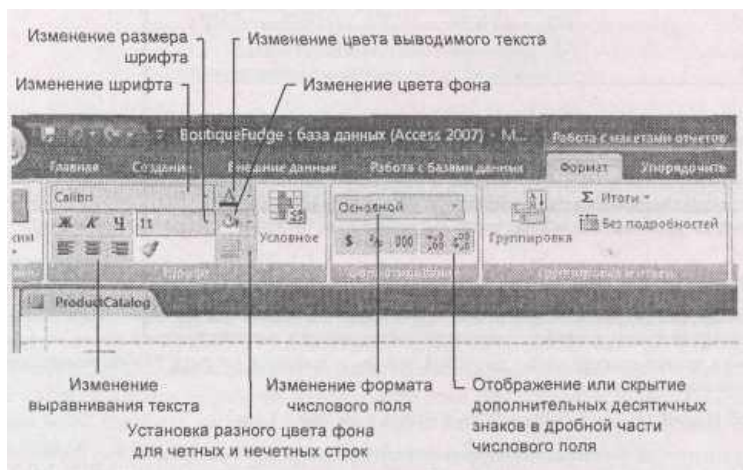 Изменение размера
шрифта
Изменение цвета выводимого текста
Изменение шрифта
Изменение цвета фона
BoutiqueFudge : база данных (Access 2007) - M...
Работа с макетами отчетов
Главная Создание Внешние данные Работа с базами данных Формат Упорядочить
Calibri
Основной
Σ Итоги
Ж К Ч 11
Условное
Группировка
Без подробностей
$ % 000
ProductCatalog
Изменение
выравнивания текста
Изменение формата
числового поля
Отображение или скрытие
дополнительных десятичных
знаков в дробной части
числового поля
Установка разного цвета фона
для четных и нечетных строк